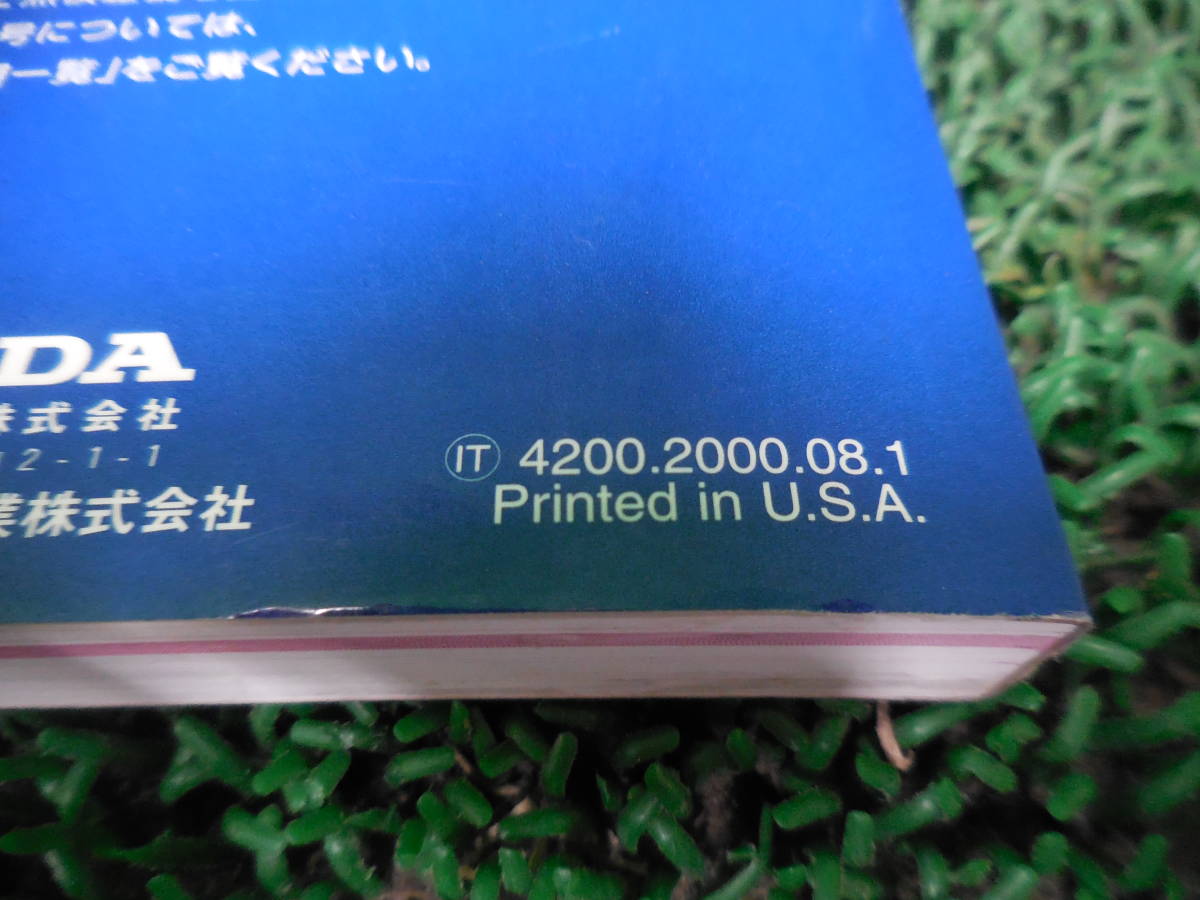 号については、
一覧」をご覧ください。
DA
株式会社
12-1-1
業株式会社
IT 4200.2000.08.1
Printed in U.S.A.